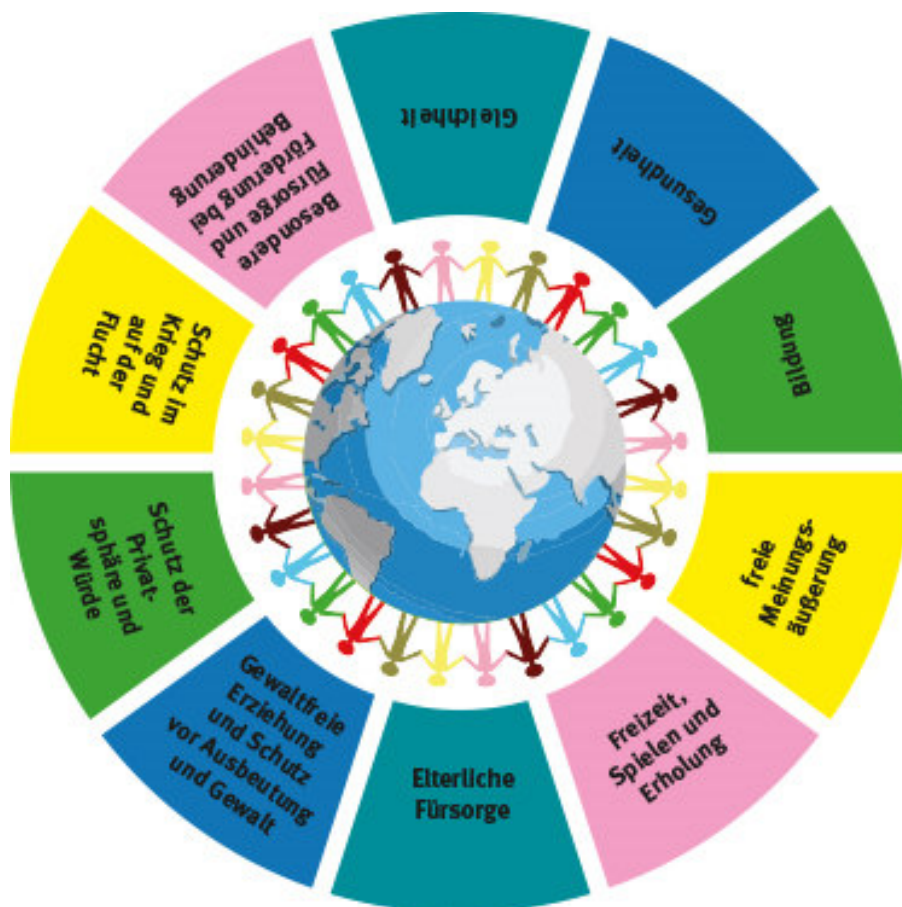 Gleichheit
Gesundheit
Bildung
freie
Meinungs-
äußerung
Freizeit,
Spielen und
Erholung
Elterliche
Fürsorge
Gewaltfreie
Erziehung
und Schutz
vor Ausbeutung
und Gewalt
Schutz der
Privat-
sphäre und
Würde
Schutz im
Krieg und
auf der
Flucht
Besondere
Fürsorge und
Förderung bei
Behinderung